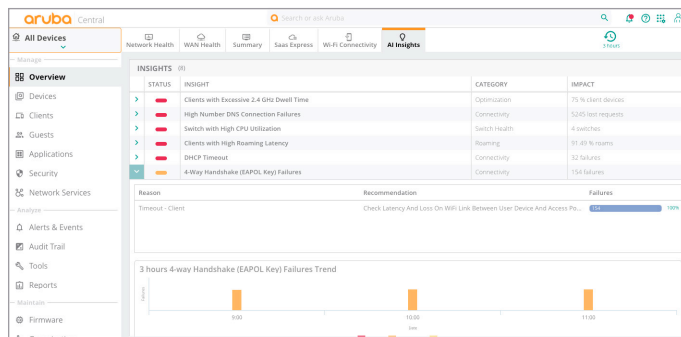 aruba Central
Search or ask Aruba
All Devices
Network Health
WAN Health
Summary
SaaS Express
Wi-Fi Connectivity
AI Insights
3 hours
Manage
Overview
Devices
Clients
Guests
Applications
Security
Network Services
Analyze
Alerts & Events
Audit Trail
Tools
Reports
Maintain
Firmware
INSIGHTS (8)
STATUS INSIGHT CATEGORY IMPACT
Clients with Excessive 2.4 GHz Dwell Time Optimization 75 % client devices
High Number DNS Connection Failures Connectivity 5245 lost requests
Switch with High CPU Utilization Switch Health 4 switches
Clients with High Roaming Latency Roaming 91.49 % roams
DHCP Timeout Connectivity 32 failures
4-Way Handshake (EAPOL Key) Failures Connectivity 154 failures
Reason Recommendation Failures
Timeout - Client Check Latency And Loss On WiFi Link Between User Device And Access Po... 154 100%
3 hours 4-way Handshake (EAPOL Key) Failures Trend
Failures
9:00 10:00 11:00
Date